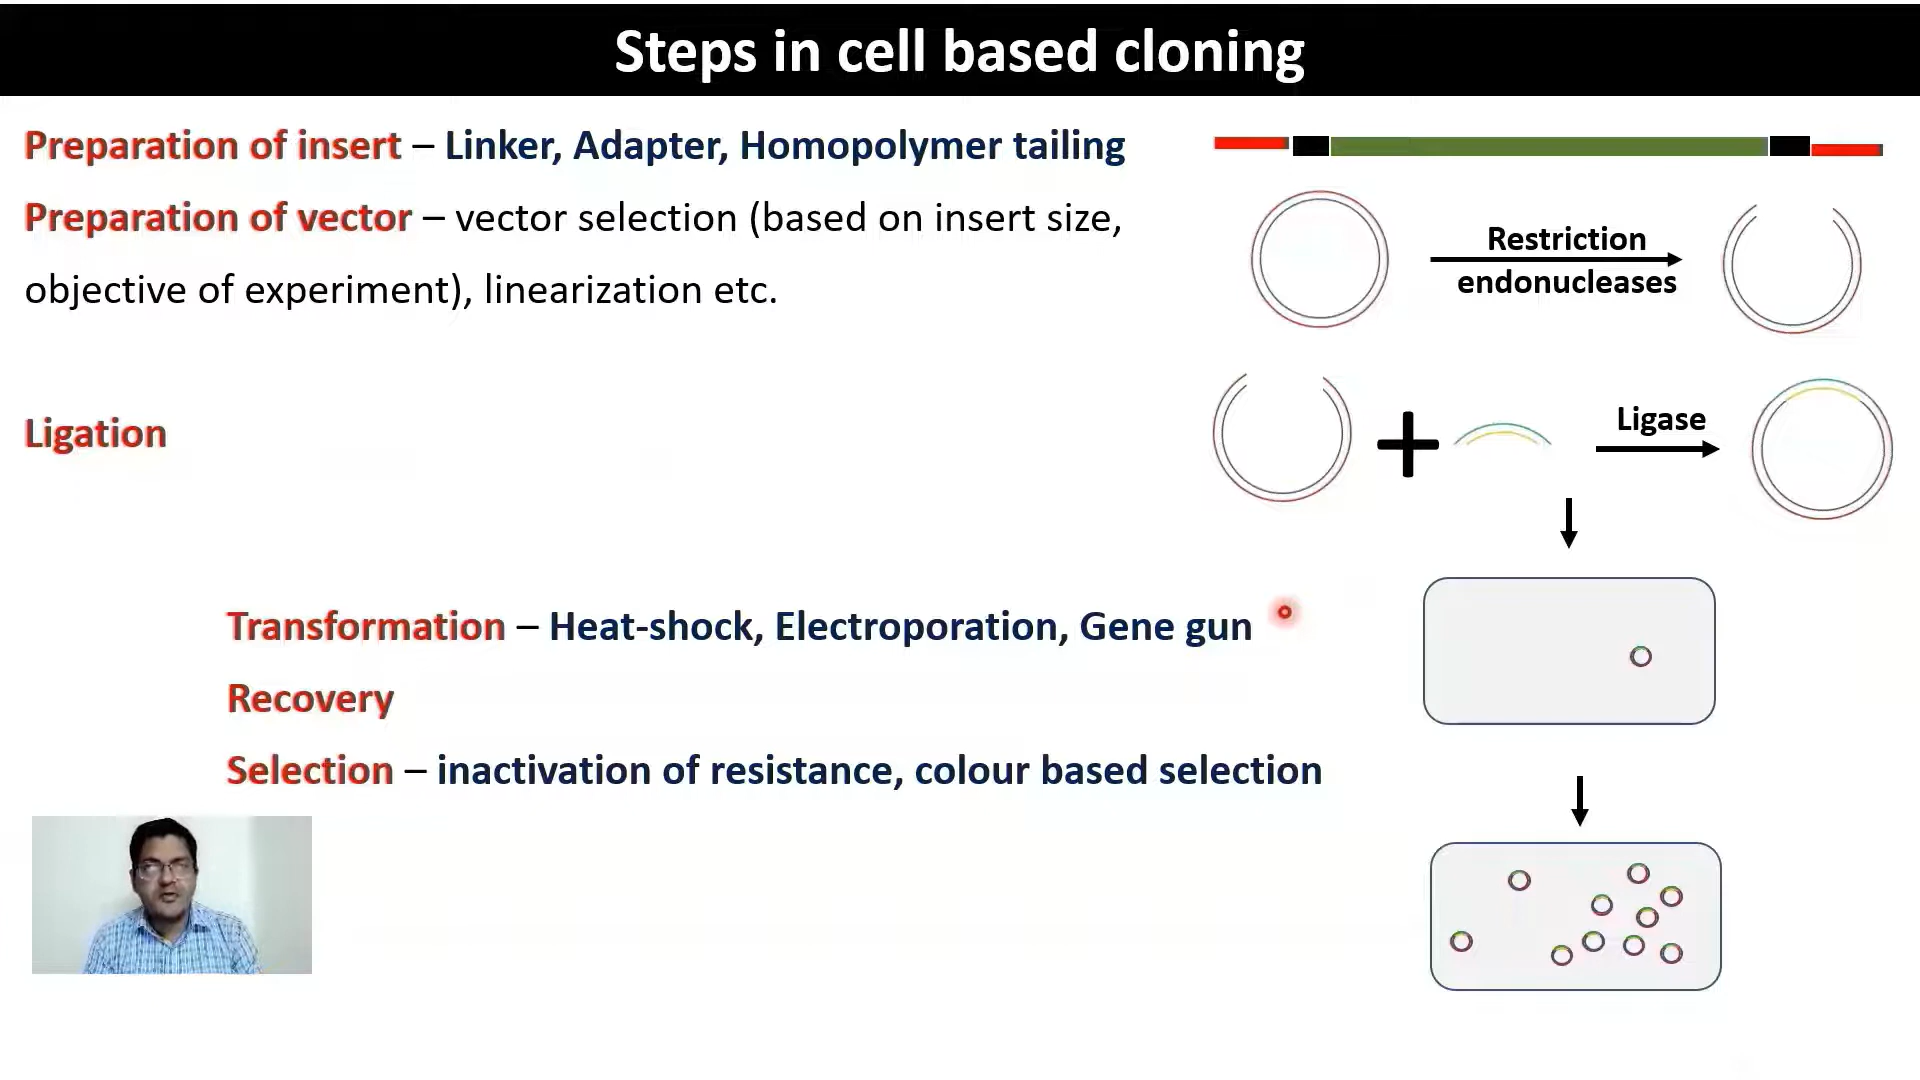 Steps in cell based cloning
Preparation of insert – Linker, Adapter, Homopolymer tailing
Preparation of vector – vector selection (based on insert size,
objective of experiment), linearization etc.
Restriction
endonucleases
Ligation
Ligase
Transformation – Heat-shock, Electroporation, Gene gun
Recovery
Selection – inactivation of resistance, colour based selection